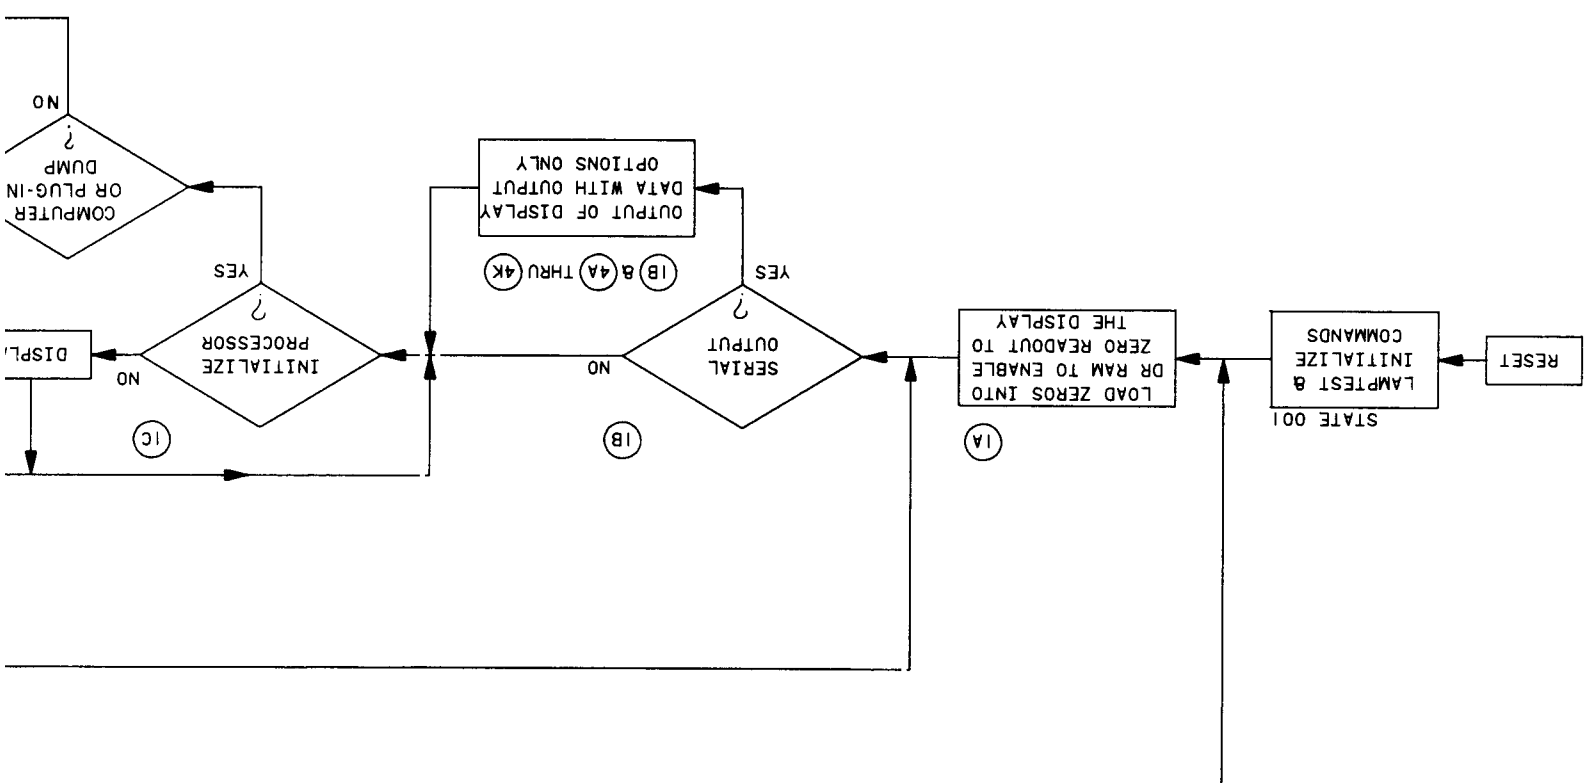 RESET
STATE 001
LAMPTEST &
INITIALIZE
COMMANDS
1A
LOAD ZEROS INTO
DR RAM TO ENABLE
ZERO READOUT TO
THE DISPLAY
1B
SERIAL
OUTPUT
?
NO
YES
1B & 4A THRU 4K
OUTPUT OF DISPLAY
DATA WITH OUTPUT
OPTIONS ONLY
1C
INITIALIZE
PROCESSOR
?
NO
YES
DISPLA
COMPUTER
OR PLUG-IN
DUMP
?
NO